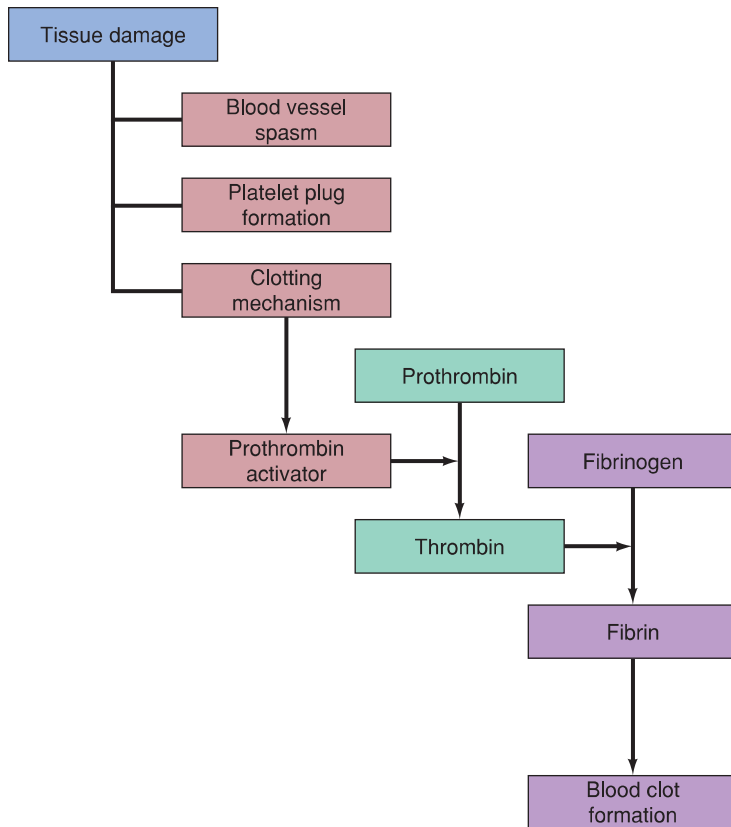 Tissue damage
Blood vessel
spasm
Platelet plug
formation
Clotting
mechanism
Prothrombin
Prothrombin
activator
Fibrinogen
Thrombin
Fibrin
Blood clot
formation